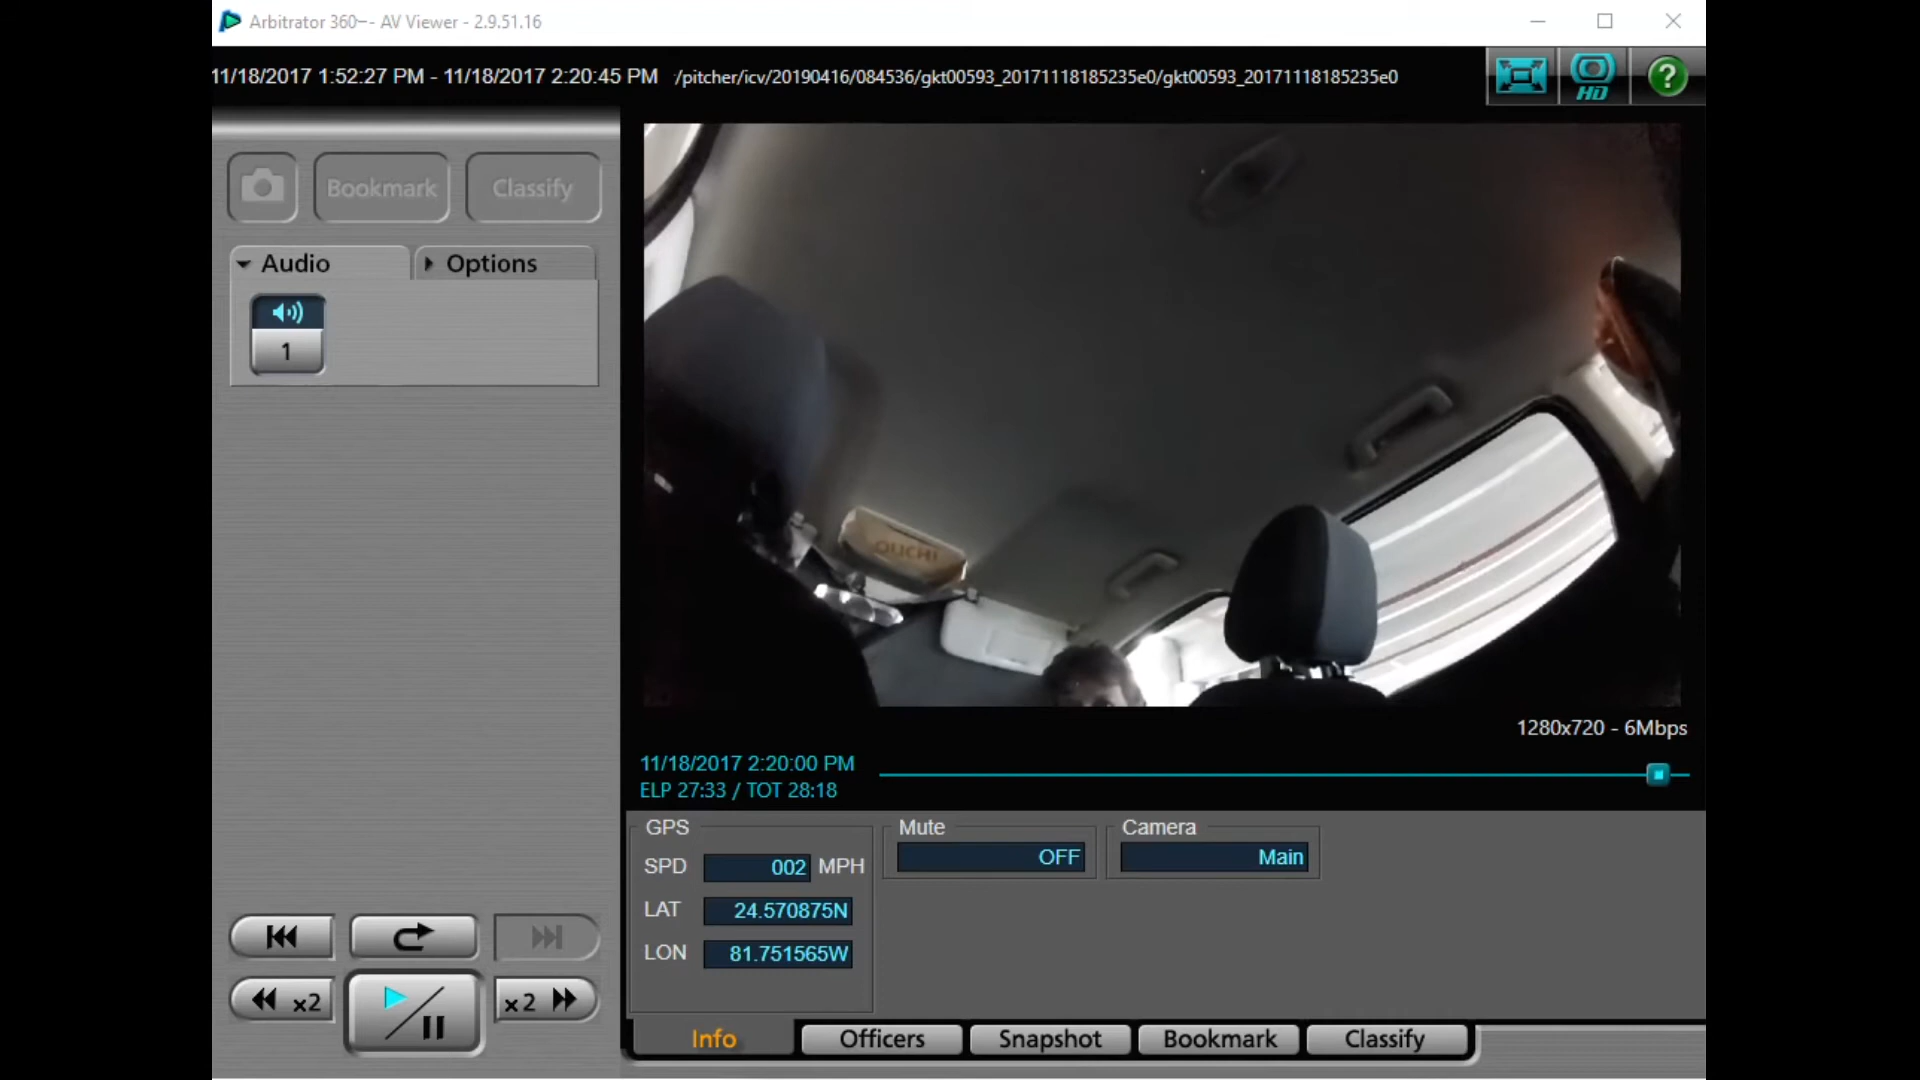 Arbitrator 360-- AV Viewer - 2.9.51.16
11/18/2017 1:52:27 PM - 11/18/2017 2:20:45 PM /pitcher/icv/20190416/084536/gkt00593_20171118185235e0/gkt00593_20171118185235e0
HD
?
Bookmark Classify
Audio Options
1
OUCH!
1280x720 - 6Mbps
11/18/2017 2:20:00 PM
ELP 27:33 / TOT 28:18
GPS Mute Camera
SPD 002 MPH OFF Main
LAT 24.570875N
LON 81.751565W
x2 x2
Info Officers Snapshot Bookmark Classify